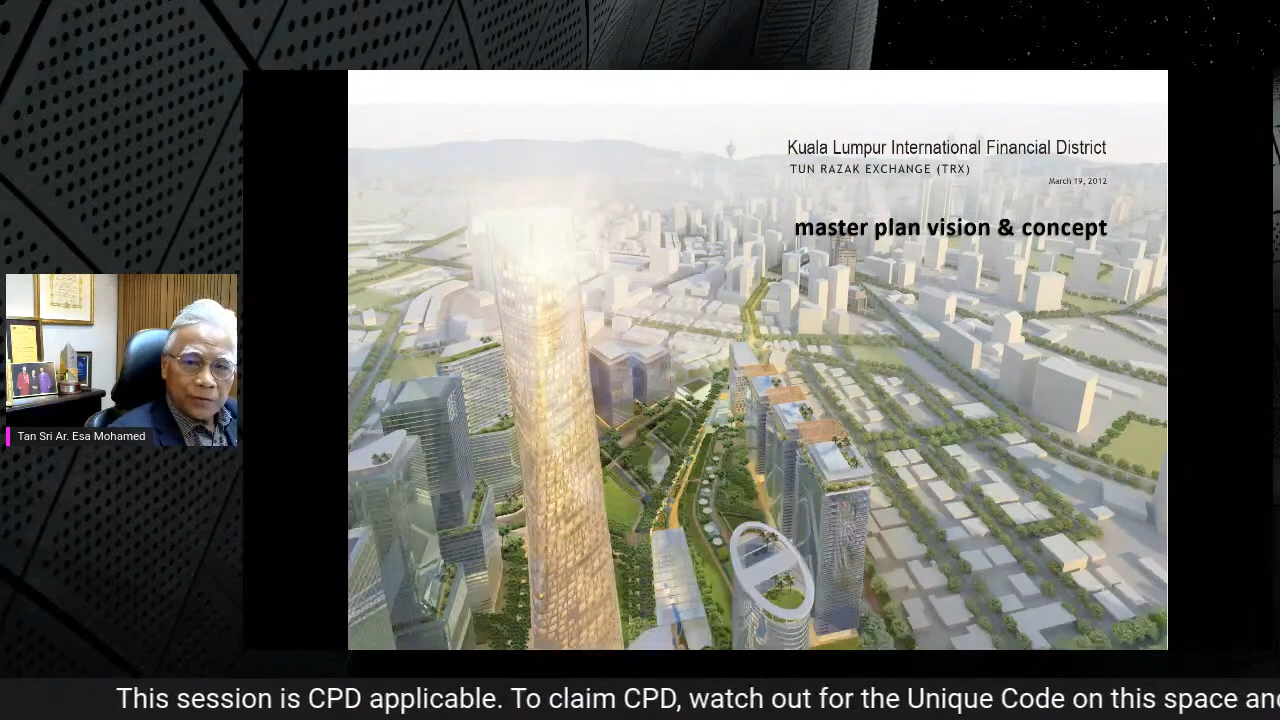 Kuala Lumpur International Financial District
TUN RAZAK EXCHANGE (TRX)
March 19, 2012
master plan vision & concept
Tan Sri Ar. Esa Mohamed
This session is CPD applicable. To claim CPD, watch out for the Unique Code on this space an